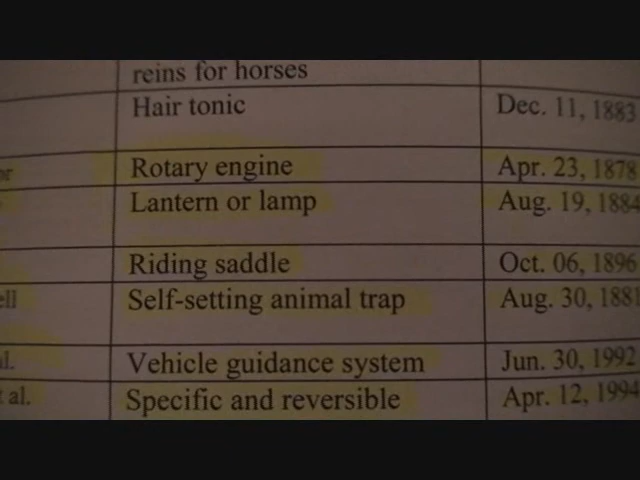 reins for horses
Hair tonic Dec. 11, 1883
Rotary engine Apr. 23, 1878
Lantern or lamp Aug. 19, 1884
Riding saddle Oct. 06, 1896
Self-setting animal trap Aug. 30, 1881
Vehicle guidance system Jun. 30, 1992
al. Specific and reversible Apr. 12, 1994